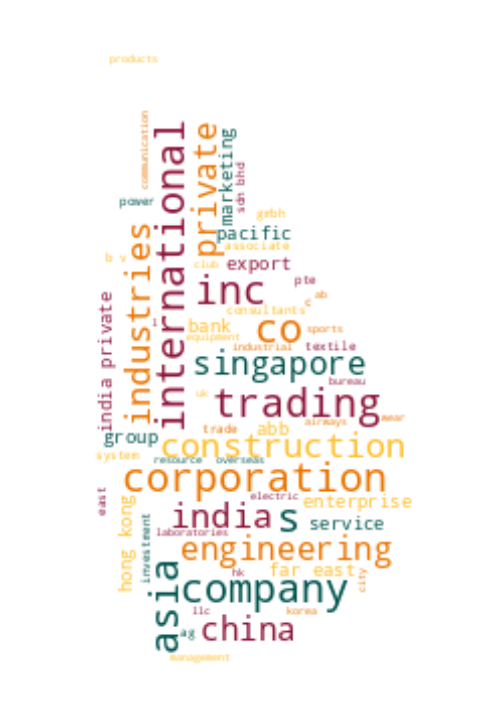 products
communication
international
private
marketing
sdn bhd
power
gmbh
pacific
industries
associate
b v
club
export
pte
inc
ab
c
india private
consultants
l
bank
co
sports
equipment
industrial
textile
singapore
bureau
uk
trading
wear
airways
trade
abb
group
construction
system
resource
overseas
corporation
east
electric
hong kong
enterprise
india
s
service
investment
laboratories
engineering
asia
hk
far east
city
company
llc
korea
ag
china
management